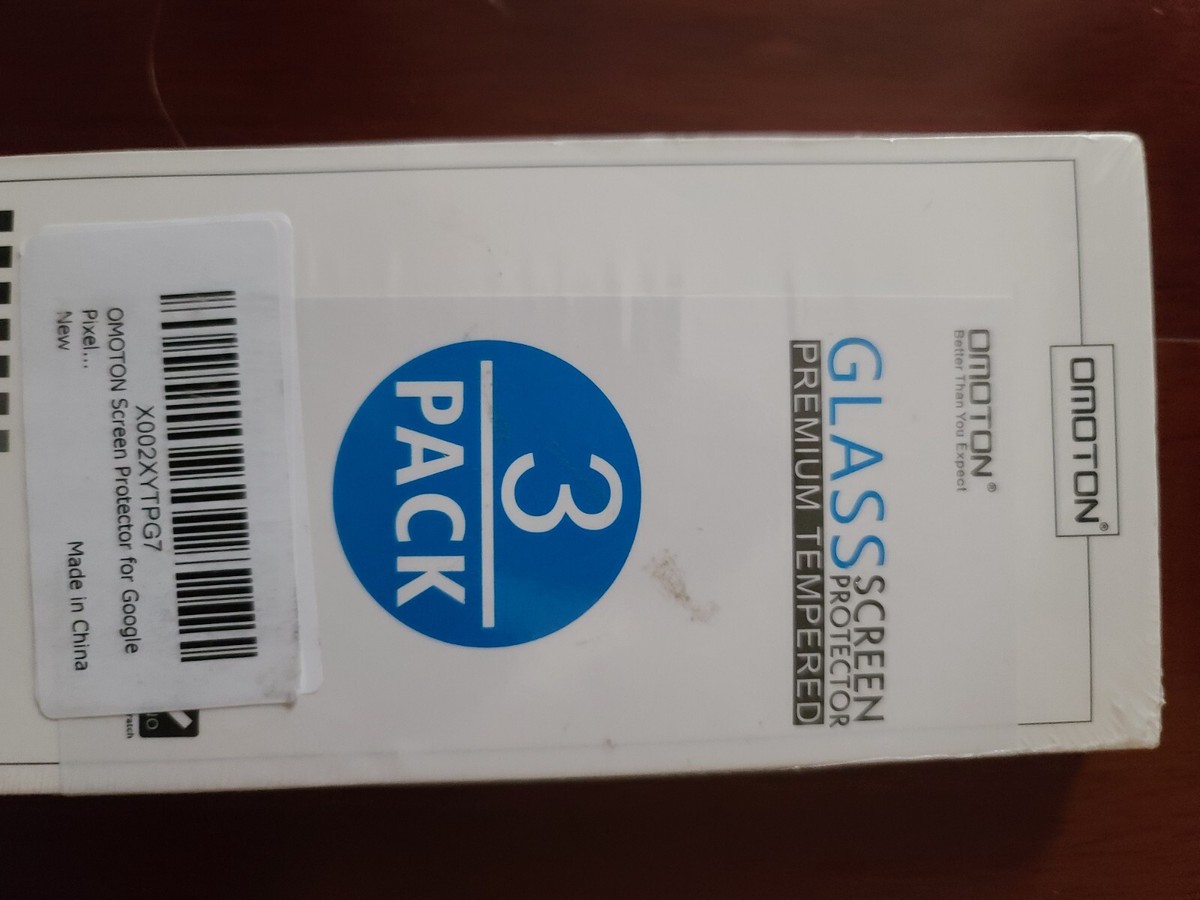 OMOTON®
OMOTON®
Better Than You Expect
GLASS SCREEN
PROTECTOR
PREMIUM TEMPERED
3
PACK
X002XYTPG7
OMOTON Screen Protector for Google
Pixel...
New
Made in China